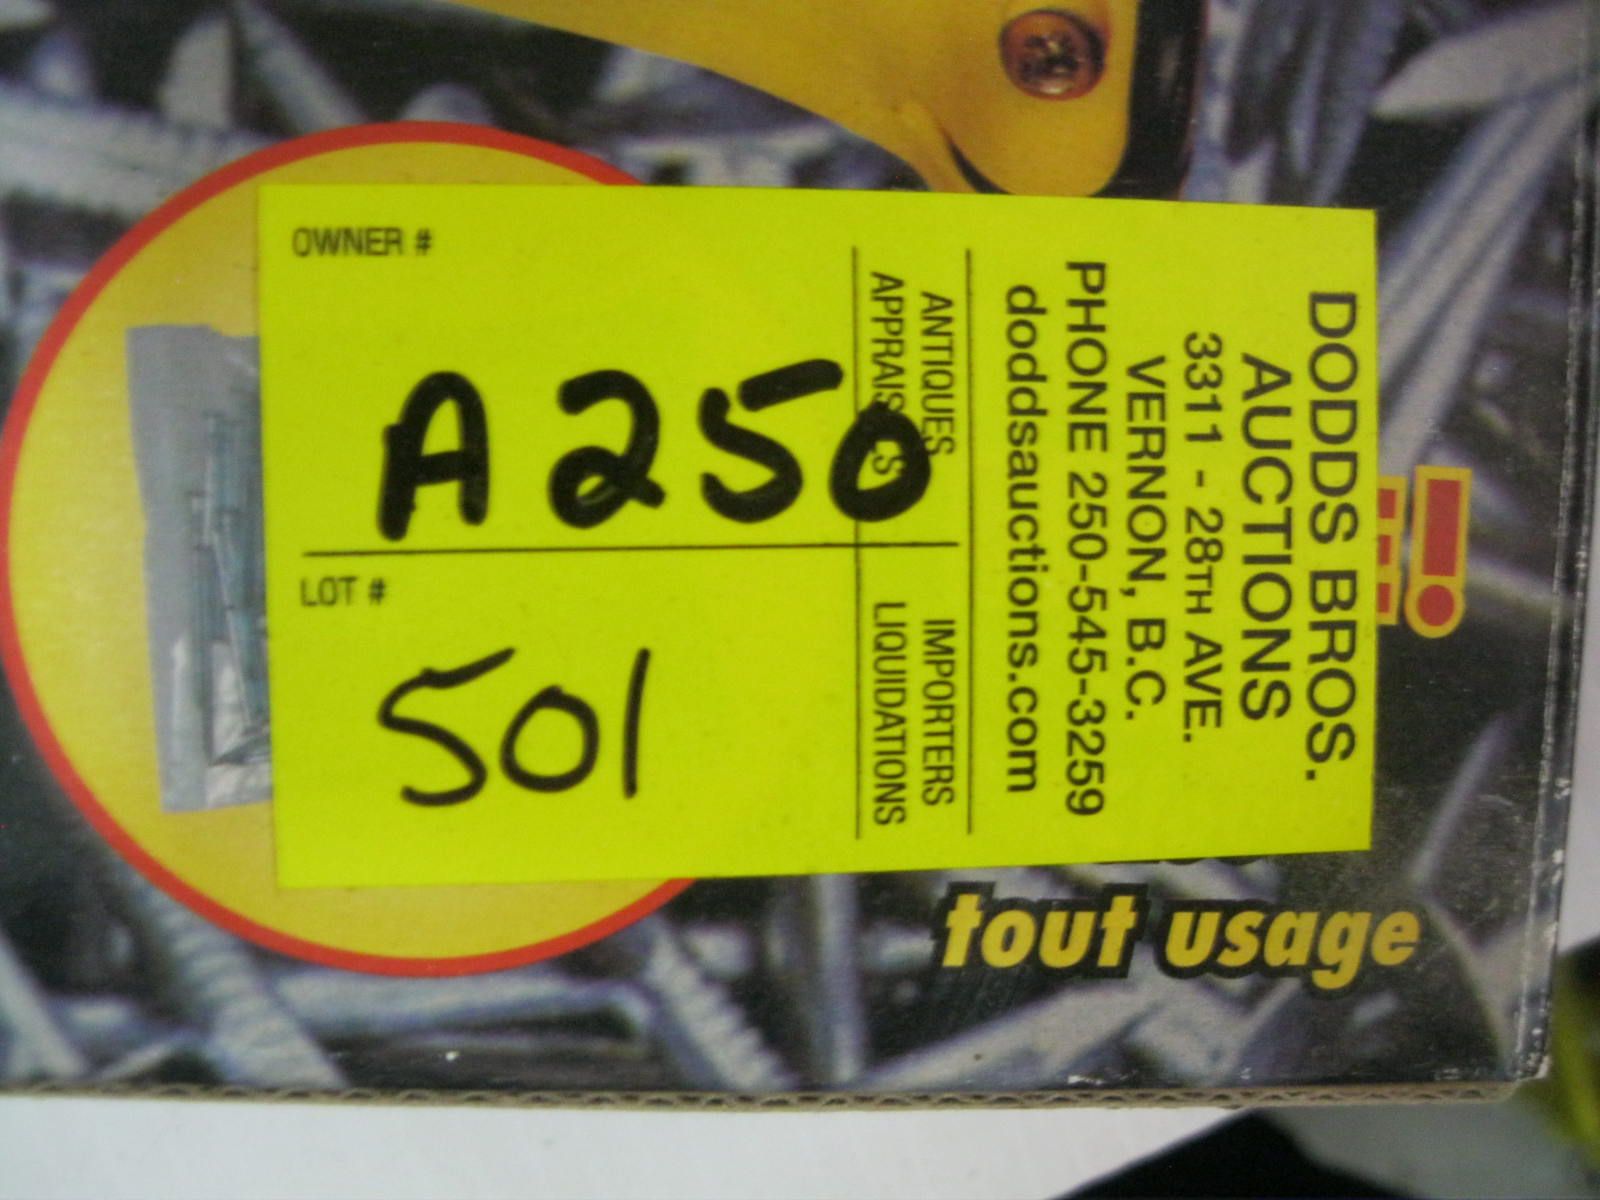 DODDS BROS.
AUCTIONS
3311 - 28TH AVE.
VERNON, B.C.
PHONE 250-545-3259
doddsauctions.com
ANTIQUES
APPRAISALS
IMPORTERS
LIQUIDATIONS
OWNER #
A250
LOT #
501
tout usage